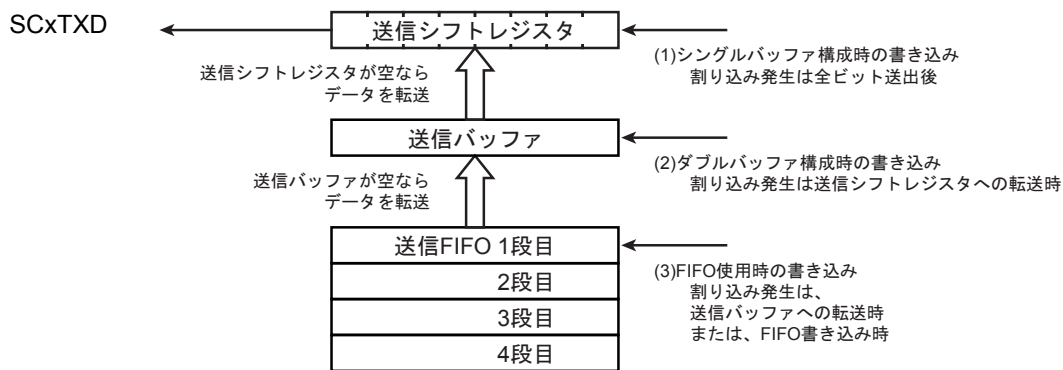 SCxTXD
送信シフトレジスタ
(1)シングルバッファ構成時の書き込み
割り込み発生は全ビット送出後
送信シフトレジスタが空なら
データを転送
送信バッファ
(2)ダブルバッファ構成時の書き込み
割り込み発生は送信シフトレジスタへの転送時
送信バッファが空なら
データを転送
送信FIFO 1段目
2段目
3段目
4段目
(3)FIFO使用時の書き込み
割り込み発生は、
送信バッファへの転送時
または、FIFO書き込み時